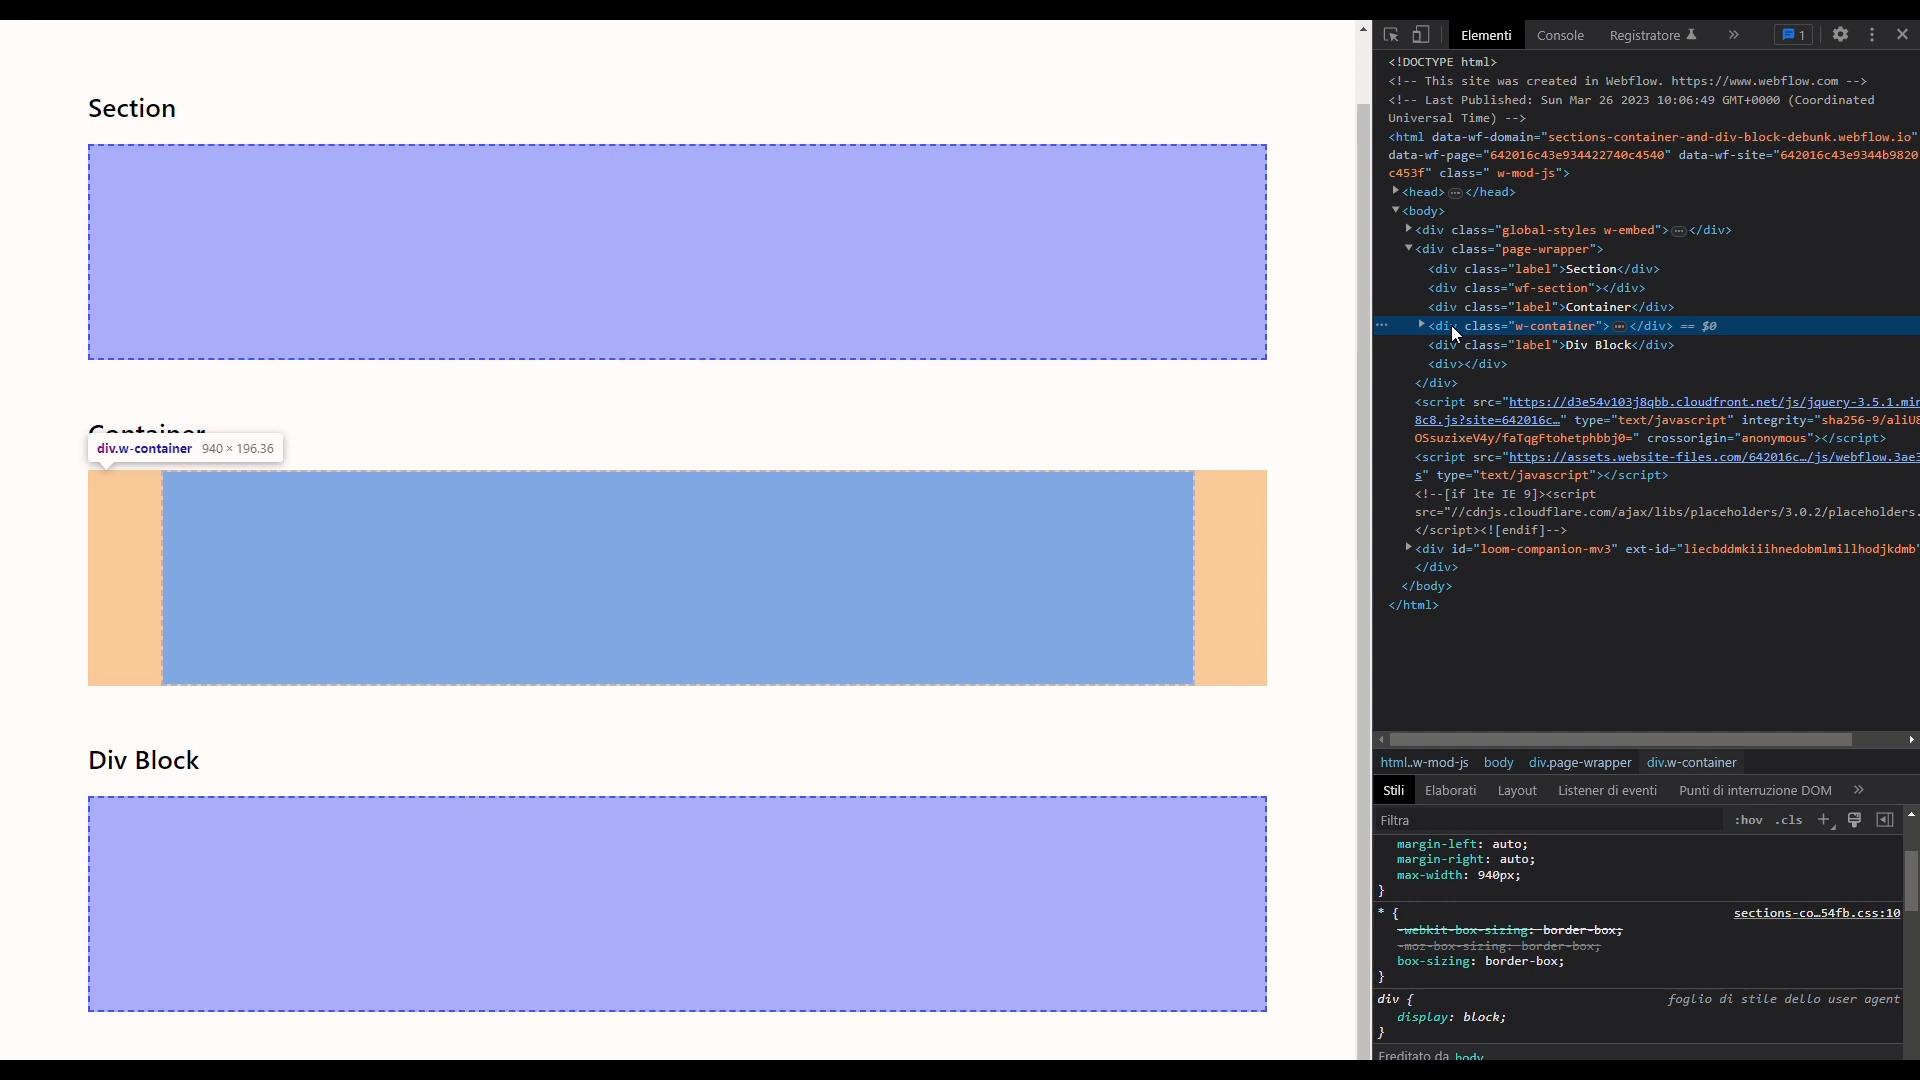 Section
Container
div.w-container 940 × 196.36
Div Block
Elementi Console Registratore 1
<!DOCTYPE html>
<!-- This site was created in Webflow. https://www.webflow.com -->
<!-- Last Published: Sun Mar 26 2023 10:06:49 GMT+0000 (Coordinated
Universal Time) -->
<html data-wf-domain="sections-container-and-div-block-debunk.webflow.io"
data-wf-page="642016c43e934422740c4540" data-wf-site="642016c43e9344b9820
c453f" class=" w-mod-js">
<head> … </head>
<body>
<div class="global-styles w-embed"> … </div>
<div class="page-wrapper">
<div class="label">Section</div>
<div class="wf-section"></div>
<div class="label">Container</div>
<div class="w-container"> … </div> == $0
<div class="label">Div Block</div>
<div></div>
</div>
<script src="https://d3e54v103j8qbb.cloudfront.net/js/jquery-3.5.1.min
8c8.js?site=642016c…" type="text/javascript" integrity="sha256-9/aliU8
OSsuzixeV4y/faTqgFtohetphbbj0=" crossorigin="anonymous"></script>
<script src="https://assets.website-files.com/642016c…/js/webflow.3ae3
s" type="text/javascript"></script>
<!--[if lte IE 9]><script
src="//cdnjs.cloudflare.com/ajax/libs/placeholders/3.0.2/placeholders.
</script><![endif]-->
<div id="loom-companion-mv3" ext-id="liecbddmkiiihnedobmlmillhodjkdmb"
</div>
</body>
</html>
html..w-mod-js body div.page-wrapper div.w-container
Stili Elaborati Layout Listener di eventi Punti di interruzione DOM
Filtra :hov .cls
margin-left: auto;
margin-right: auto;
max-width: 940px;
}
* { sections-co…54fb.css:10
-webkit-box-sizing: border-box;
-moz-box-sizing: border-box;
box-sizing: border-box;
}
div { foglio di stile dello user agent
display: block;
}
Ereditato da body